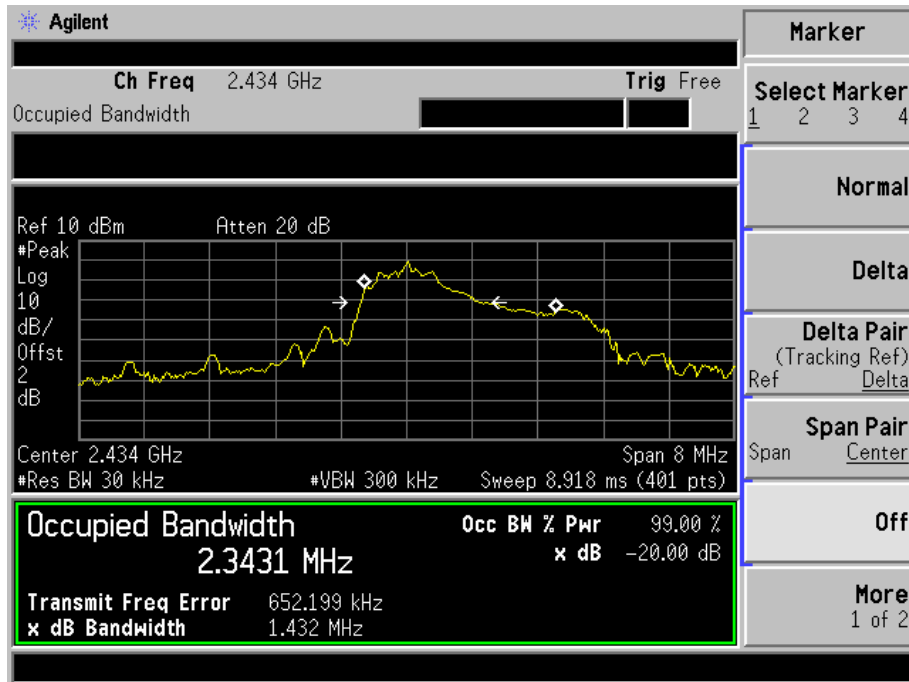 Agilent
Ch Freq 2.434 GHz Trig Free
Occupied Bandwidth
Ref 10 dBm Atten 20 dB
#Peak
Log
10
dB/
Offst
2
dB
Center 2.434 GHz Span 8 MHz
#Res BW 30 kHz #VBW 300 kHz Sweep 8.918 ms (401 pts)
Occupied Bandwidth
2.3431 MHz
Occ BW % Pwr 99.00 %
x dB -20.00 dB
Transmit Freq Error 652.199 kHz
x dB Bandwidth 1.432 MHz
Marker
Select Marker
1 2 3 4
Normal
Delta
Delta Pair
(Tracking Ref)
Ref Delta
Span Pair
Span Center
Off
More
1 of 2